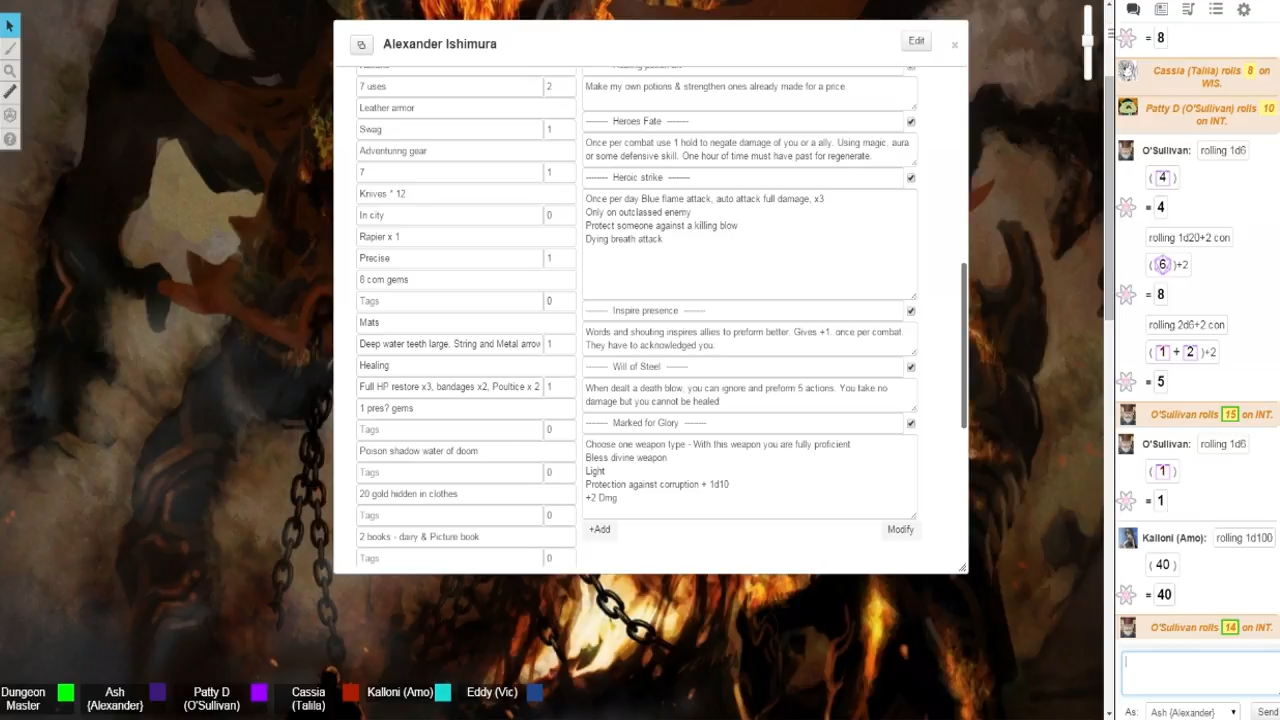 Alexander Ishimura
Edit
×
7 uses
2
Leather armor
Swag
1
Adventuring gear
7
1
Knives * 12
In city
0
Rapier x 1
Precise
1
6 com gems
Tags
0
Mats
Deep water teeth large, String and Metal arrow
1
Healing
Full HP restore x3, bandages x2, Poultice x 2
1
1 pres? gems
Tags
0
Poison shadow water of doom
Tags
0
20 gold hidden in clothes
Tags
0
2 books - dairy & Picture book
Tags
0
Make my own potions & strengthen ones already made for a price.
-------- Heroes Fate --------
Once per combat use 1 hold to negate damage of you or a ally. Using magic, aura
or some defensive skill. One hour of time must have past for regenerate.
-------- Heroic strike --------
Once per day Blue flame attack, auto attack full damage, x3
Only on outclassed enemy
Protect someone against a killing blow
Dying breath attack
-------- Inspire presence --------
Words and shouting inspires allies to preform better. Gives +1. once per combat.
They have to acknowledged you.
-------- Will of Steel --------
When dealt a death blow, you can ignore and preform 5 actions. You take no
damage but you cannot be healed
-------- Marked for Glory --------
Choose one weapon type - With this weapon you are fully proficient
Bless divine weapon
Light
Protection against corruption + 1d10
+2 Dmg
+Add
Modify
= 8
Cassia (Talila) rolls 8 on
WIS.
Patty D (O'Sullivan) rolls 10
on INT.
O'Sullivan: rolling 1d6
( 4 )
= 4
rolling 1d20+2 con
( 6 )+2
= 8
rolling 2d6+2 con
( 1 + 2 )+2
= 5
O'Sullivan rolls 15 on INT.
O'Sullivan: rolling 1d6
( 1 )
= 1
Kalloni (Amo): rolling 1d100
( 40 )
= 40
O'Sullivan rolls 14 on INT.
As: Ash {Alexander} Send
Dungeon
Master
Ash
{Alexander}
Patty D
(O'Sullivan)
Cassia
(Talila)
Kalloni (Amo)
Eddy (Vic)